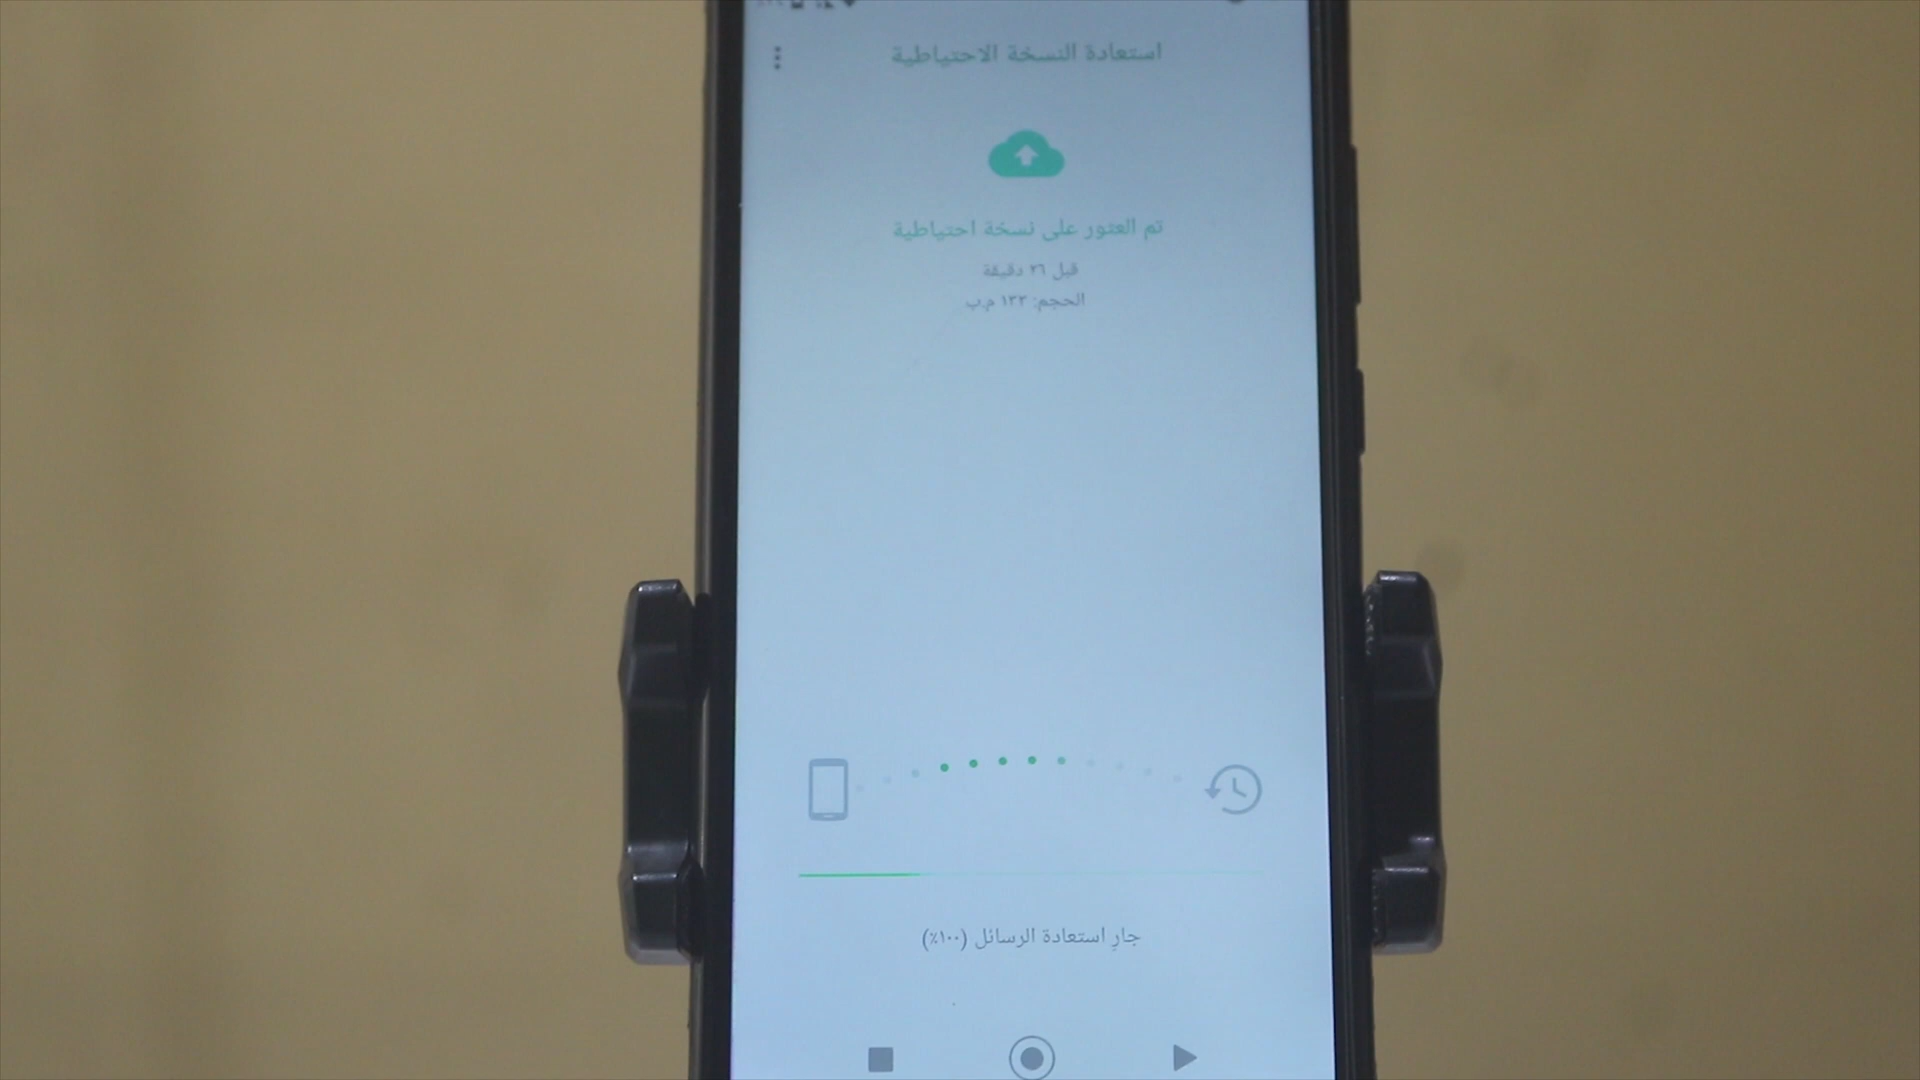 استعادة النسخة الاحتياطية
تم العثور على نسخة احتياطية
قبل ٢٦ دقيقة
الحجم: ١٣٣ م.ب
جارٍ استعادة الرسائل (١٠٠٪)